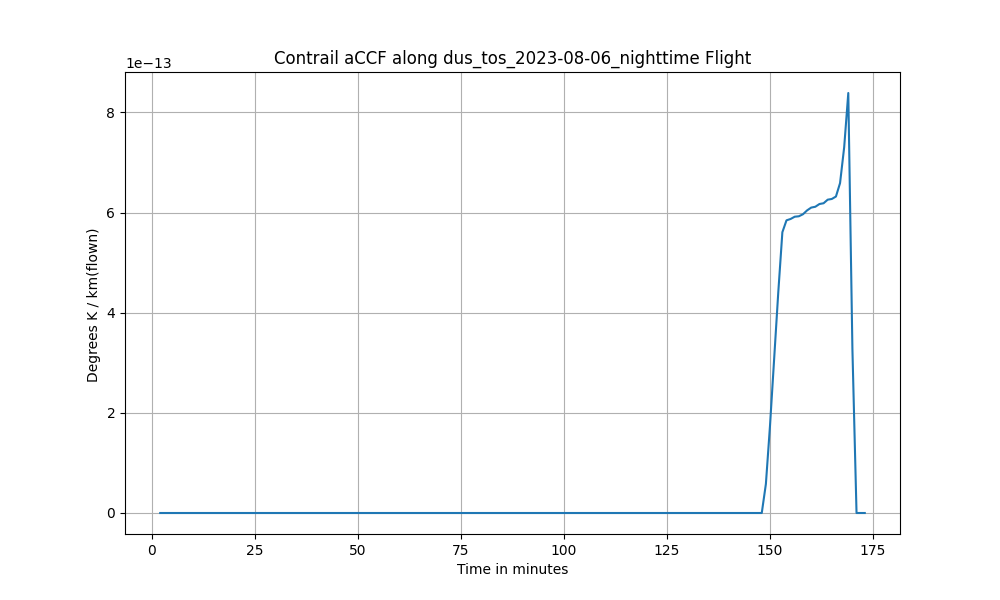 Contrail aCCF along dus_tos_2023-08-06_nighttime Flight
1e−13
8
6
4
2
0
Degrees K / km(flown)
0 25 50 75 100 125 150 175
Time in minutes